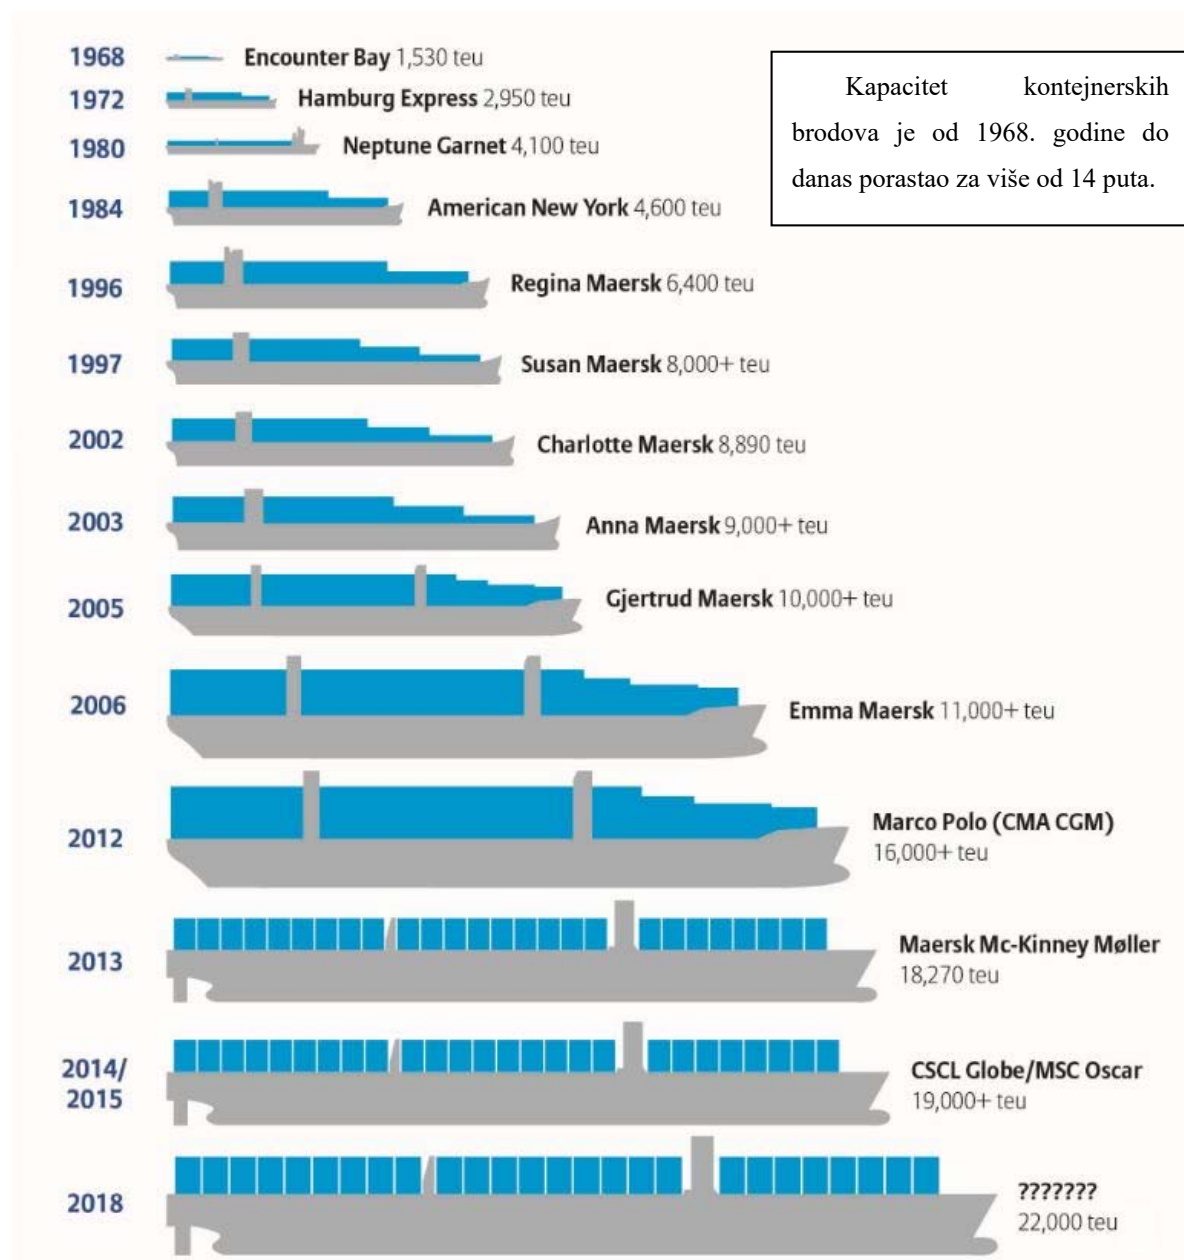 1968
Encounter Bay 1,530 teu
1972
Hamburg Express 2,950 teu
1980
Neptune Garnet 4,100 teu
1984
American New York 4,600 teu
Kapacitet kontejnerskih
brodova je od 1968. godine do
danas porastao za više od 14 puta.
1996
Regina Maersk 6,400 teu
1997
Susan Maersk 8,000+ teu
2002
Charlotte Maersk 8,890 teu
2003
Anna Maersk 9,000+ teu
2005
Gjertrud Maersk 10,000+ teu
2006
Emma Maersk 11,000+ teu
2012
Marco Polo (CMA CGM)
16,000+ teu
2013
Maersk Mc-Kinney Møller
18,270 teu
2014/
2015
CSCL Globe/MSC Oscar
19,000+ teu
2018
???????
22,000 teu